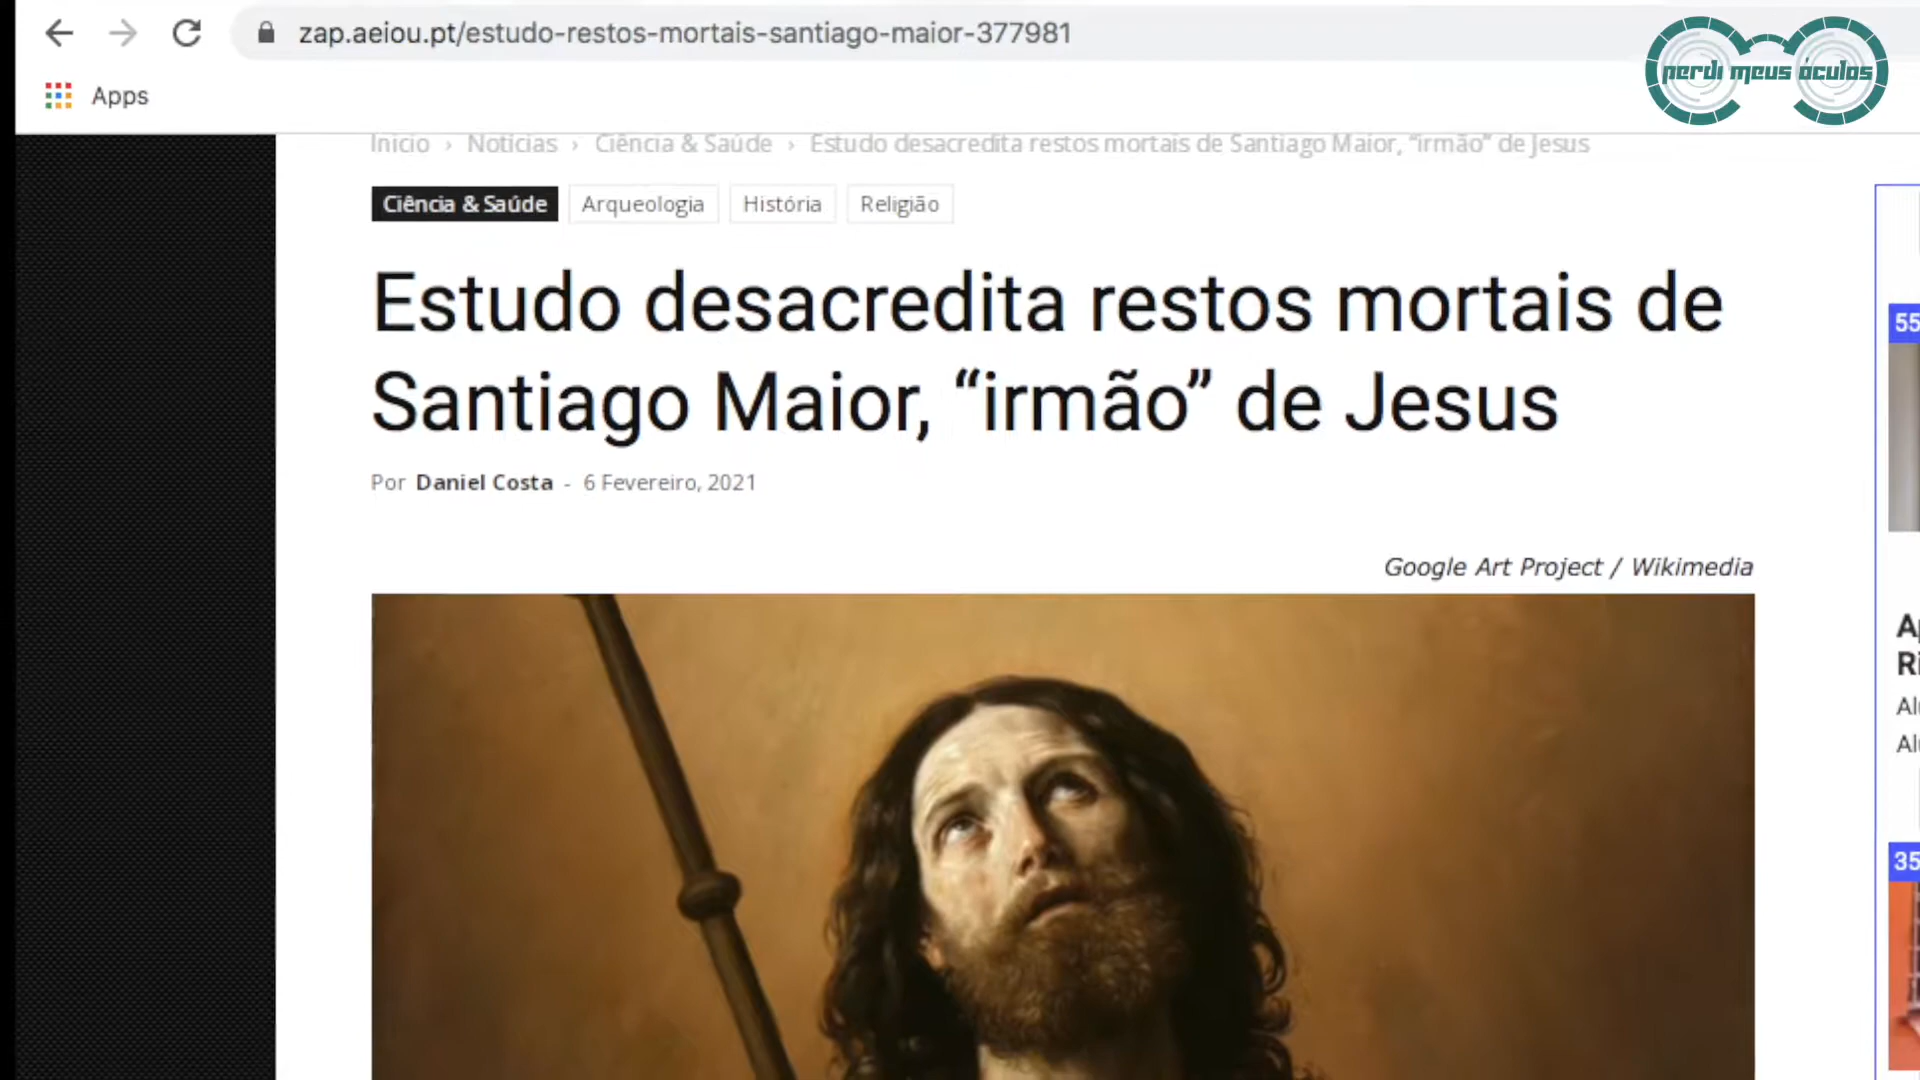 zap.aeiou.pt/estudo-restos-mortais-santiago-maior-377981
perdi meus óculos
Apps
Início › Notícias › Ciência & Saúde › Estudo desacredita restos mortais de Santiago Maior, “irmão” de Jesus
Ciência & Saúde Arqueologia História Religião
Estudo desacredita restos mortais de
Santiago Maior, “irmão” de Jesus
Por Daniel Costa - 6 Fevereiro, 2021
Google Art Project / Wikimedia
55
35